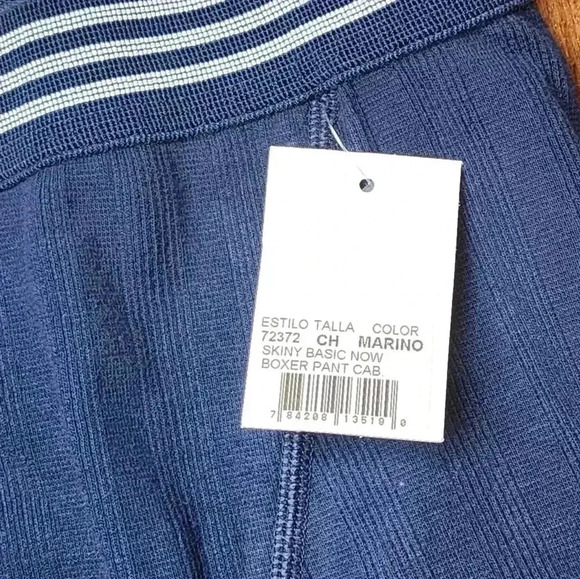 ESTILO TALLA COLOR
72372 CH MARINO
SKINY BASIC NOW
BOXER PANT CAB.
7 84208 13519 0